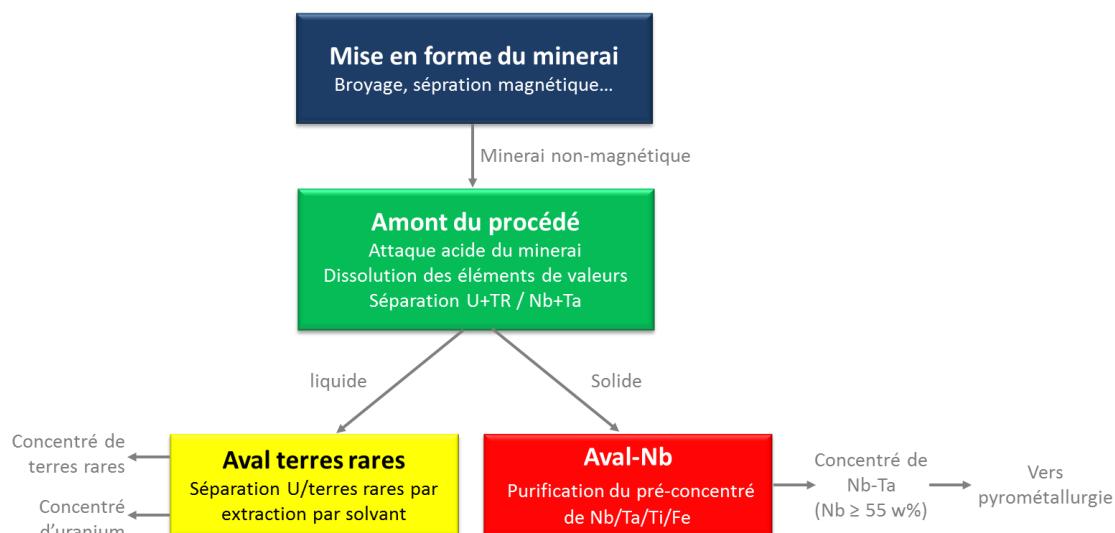 Mise en forme du minerai
Broyage, sépration magnétique...
Minerai non-magnétique
Amont du procédé
Attaque acide du minerai
Dissolution des éléments de valeurs
Séparation U+TR / Nb+Ta
liquide
Solide
Concentré de
terres rares
Concentré
d'uranium
Aval terres rares
Séparation U/terres rares par
extraction par solvant
Aval-Nb
Purification du pré-concentré
de Nb/Ta/Ti/Fe
Concentré de
Nb-Ta
(Nb ≥ 55 w%)
Vers
pyrométallurgie